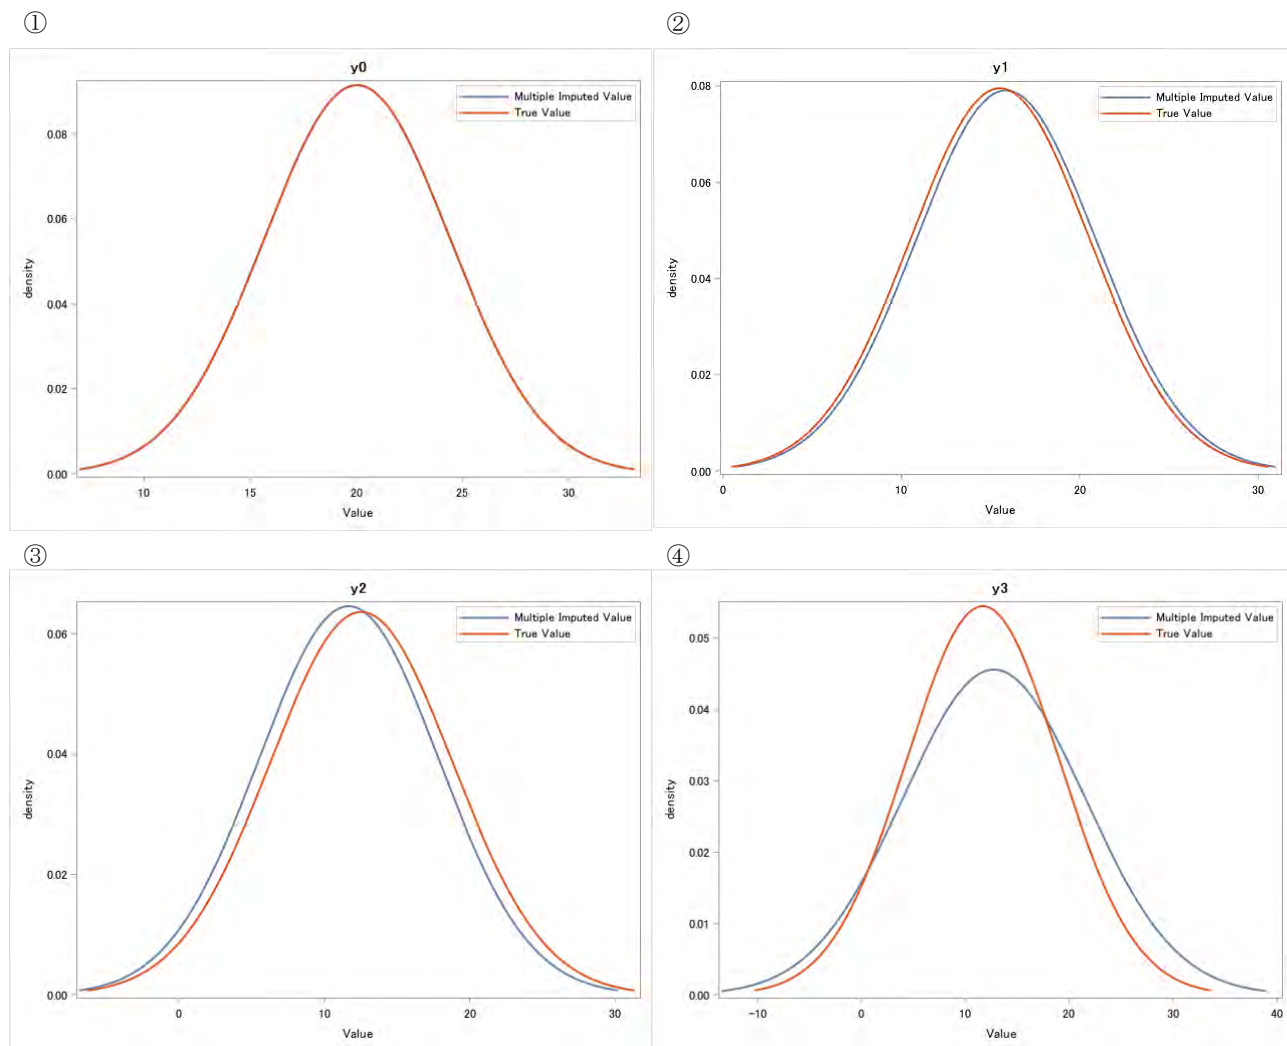 ①
y0
Multiple Imputed Value
True Value
0.08
0.06
0.04
0.02
0.00
density
10 15 20 25 30
Value
②
y1
Multiple Imputed Value
True Value
0.08
0.06
0.04
0.02
0.00
density
0 10 20 30
Value
③
y2
Multiple Imputed Value
True Value
0.06
0.04
0.02
0.00
density
0 10 20 30
Value
④
y3
Multiple Imputed Value
True Value
0.05
0.04
0.03
0.02
0.01
0.00
density
-10 0 10 20 30 40
Value